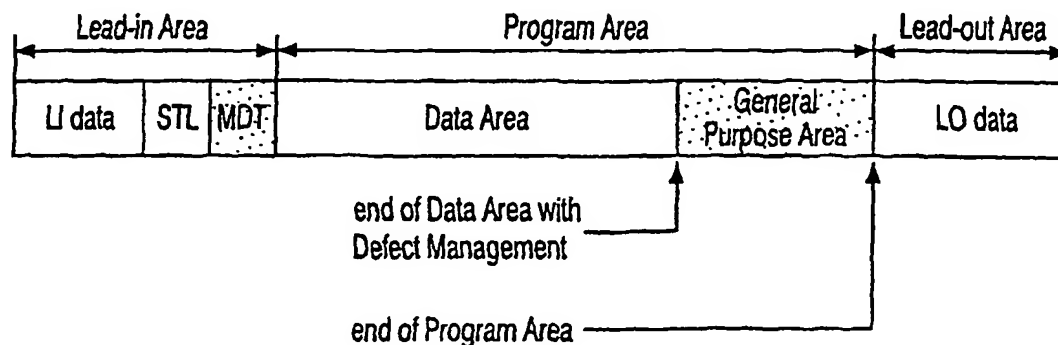 Lead-in Area
Program Area
Lead-out Area
LI data
STL
MDT
Data Area
General
Purpose Area
LO data
end of Data Area with
Defect Management
end of Program Area